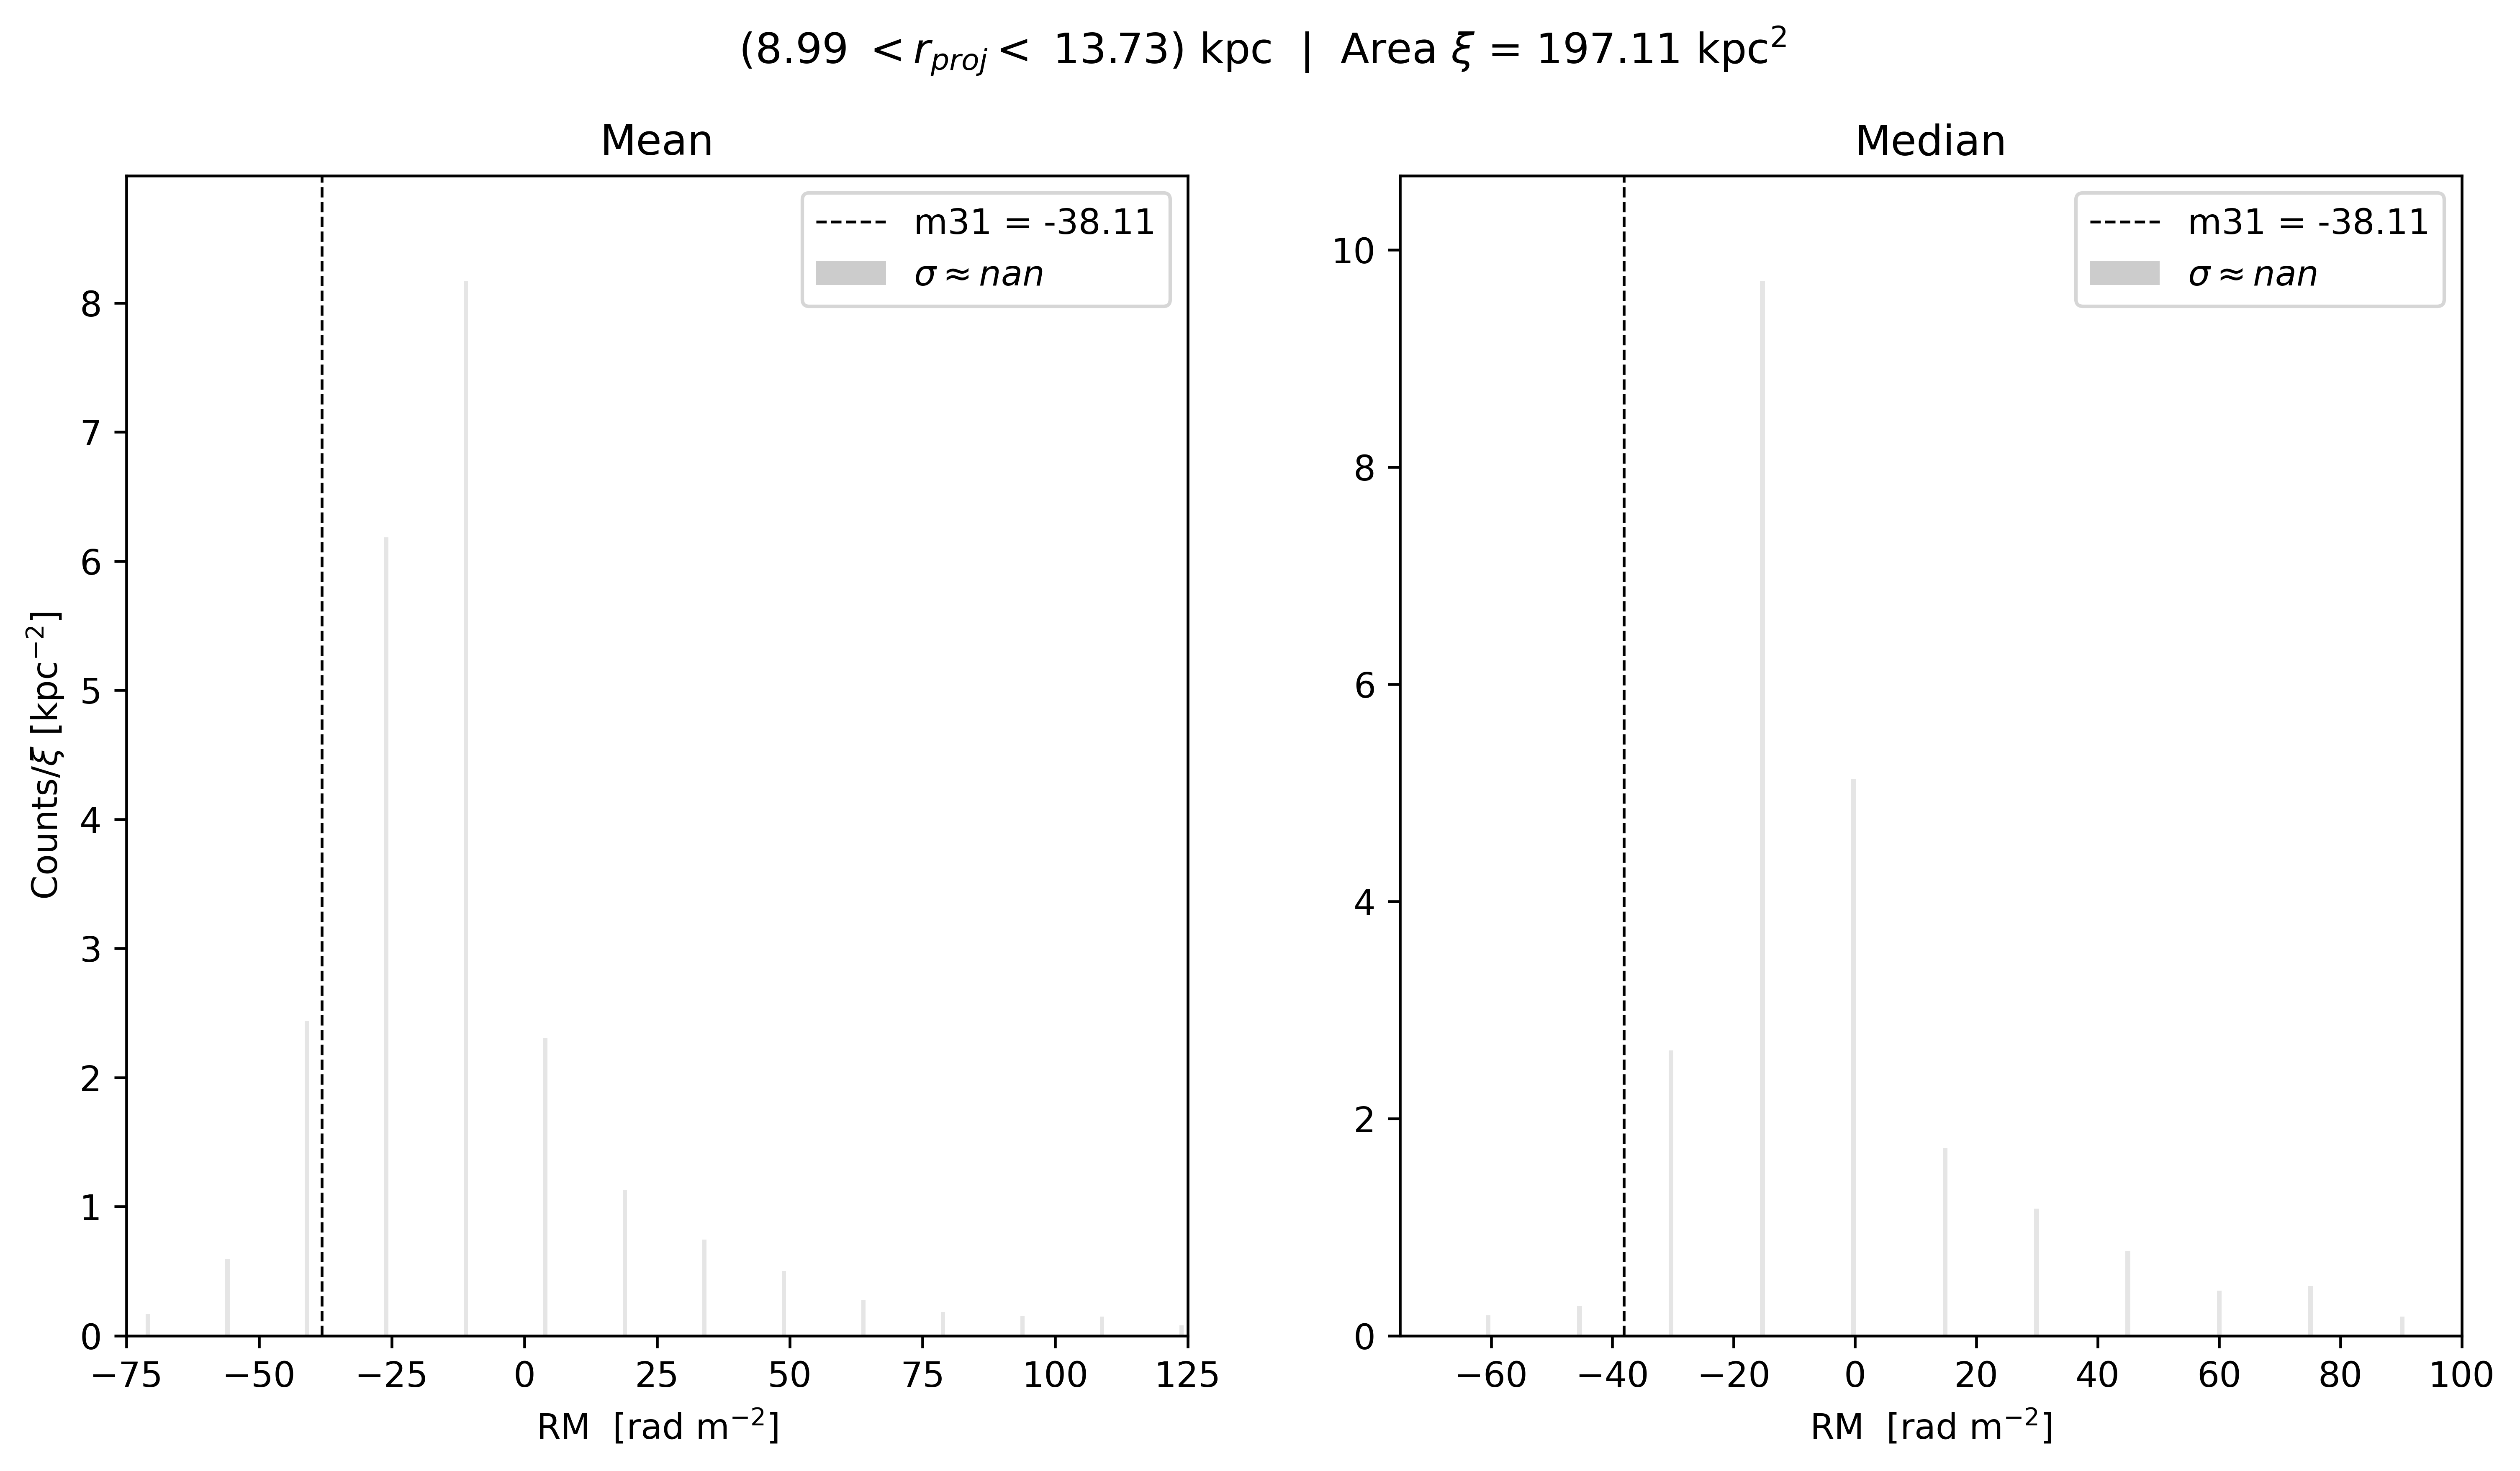 (8.99 < r_proj < 13.73) kpc | Area ξ = 197.11 kpc²
Mean
m31 = -38.11
σ ≈ nan
8
7
6
5
4
3
2
1
0
Counts/ξ [kpc⁻²]
−75 −50 −25 0 25 50 75 100 125
RM [rad m⁻²]
Median
m31 = -38.11
σ ≈ nan
10
8
6
4
2
0
−60 −40 −20 0 20 40 60 80 100
RM [rad m⁻²]